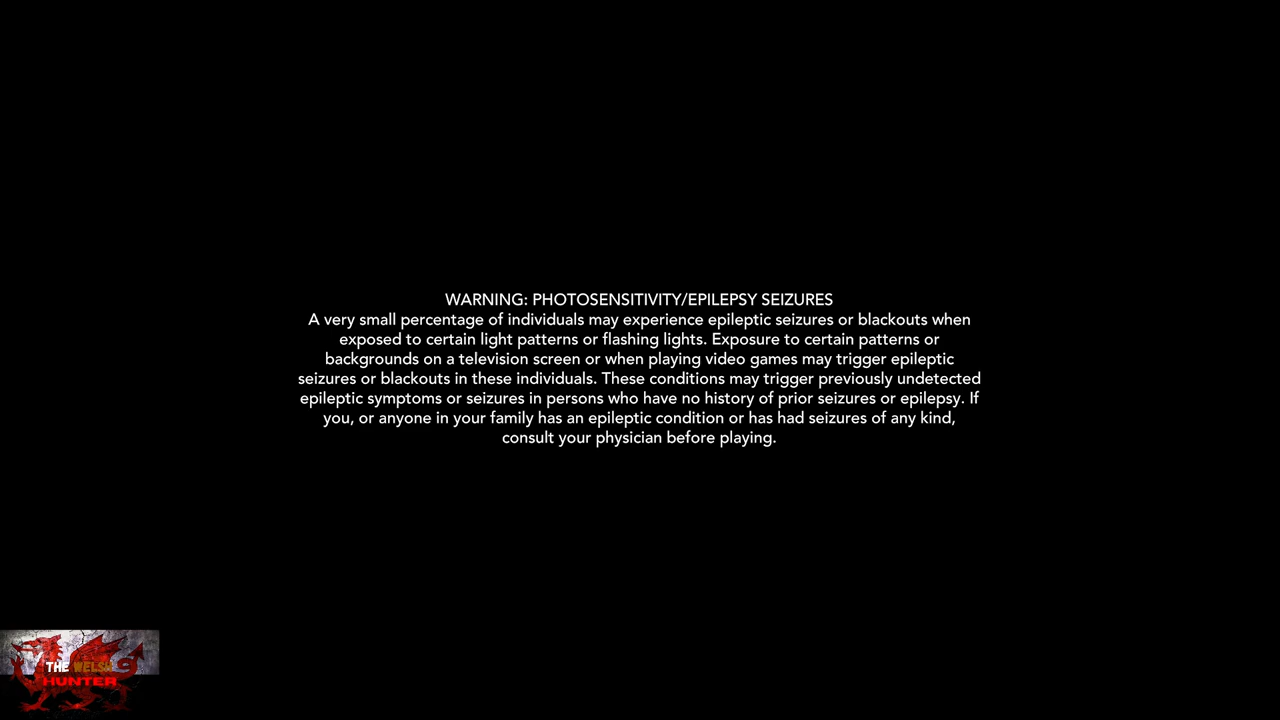 WARNING: PHOTOSENSITIVITY/EPILEPSY SEIZURES
A very small percentage of individuals may experience epileptic seizures or blackouts when
exposed to certain light patterns or flashing lights. Exposure to certain patterns or
backgrounds on a television screen or when playing video games may trigger epileptic
seizures or blackouts in these individuals. These conditions may trigger previously undetected
epileptic symptoms or seizures in persons who have no history of prior seizures or epilepsy. If
you, or anyone in your family has an epileptic condition or has had seizures of any kind,
consult your physician before playing.
THE WELSH
HUNTER